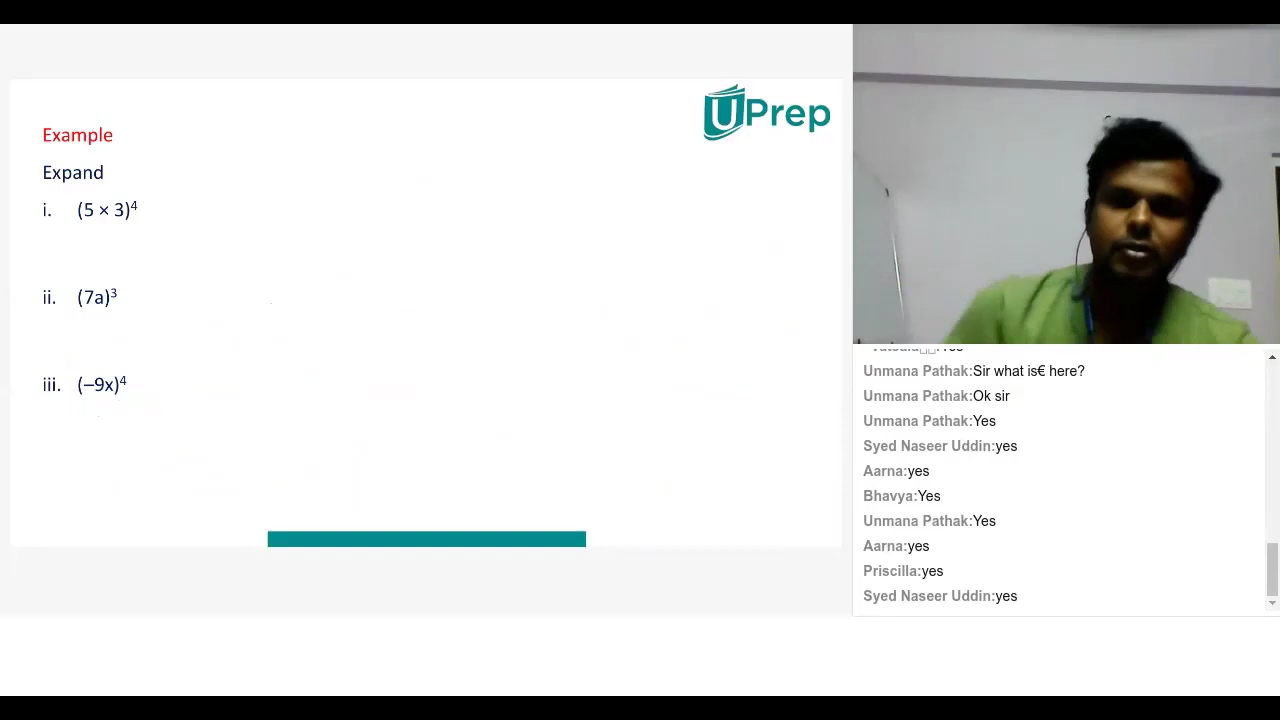 UPrep
Example
Expand
i. (5 × 3)⁴
ii. (7a)³
iii. (–9x)⁴
Unmana Pathak:Sir what is€ here?
Unmana Pathak:Ok sir
Unmana Pathak:Yes
Syed Naseer Uddin:yes
Aarna:yes
Bhavya:Yes
Unmana Pathak:Yes
Aarna:yes
Priscilla:yes
Syed Naseer Uddin:yes